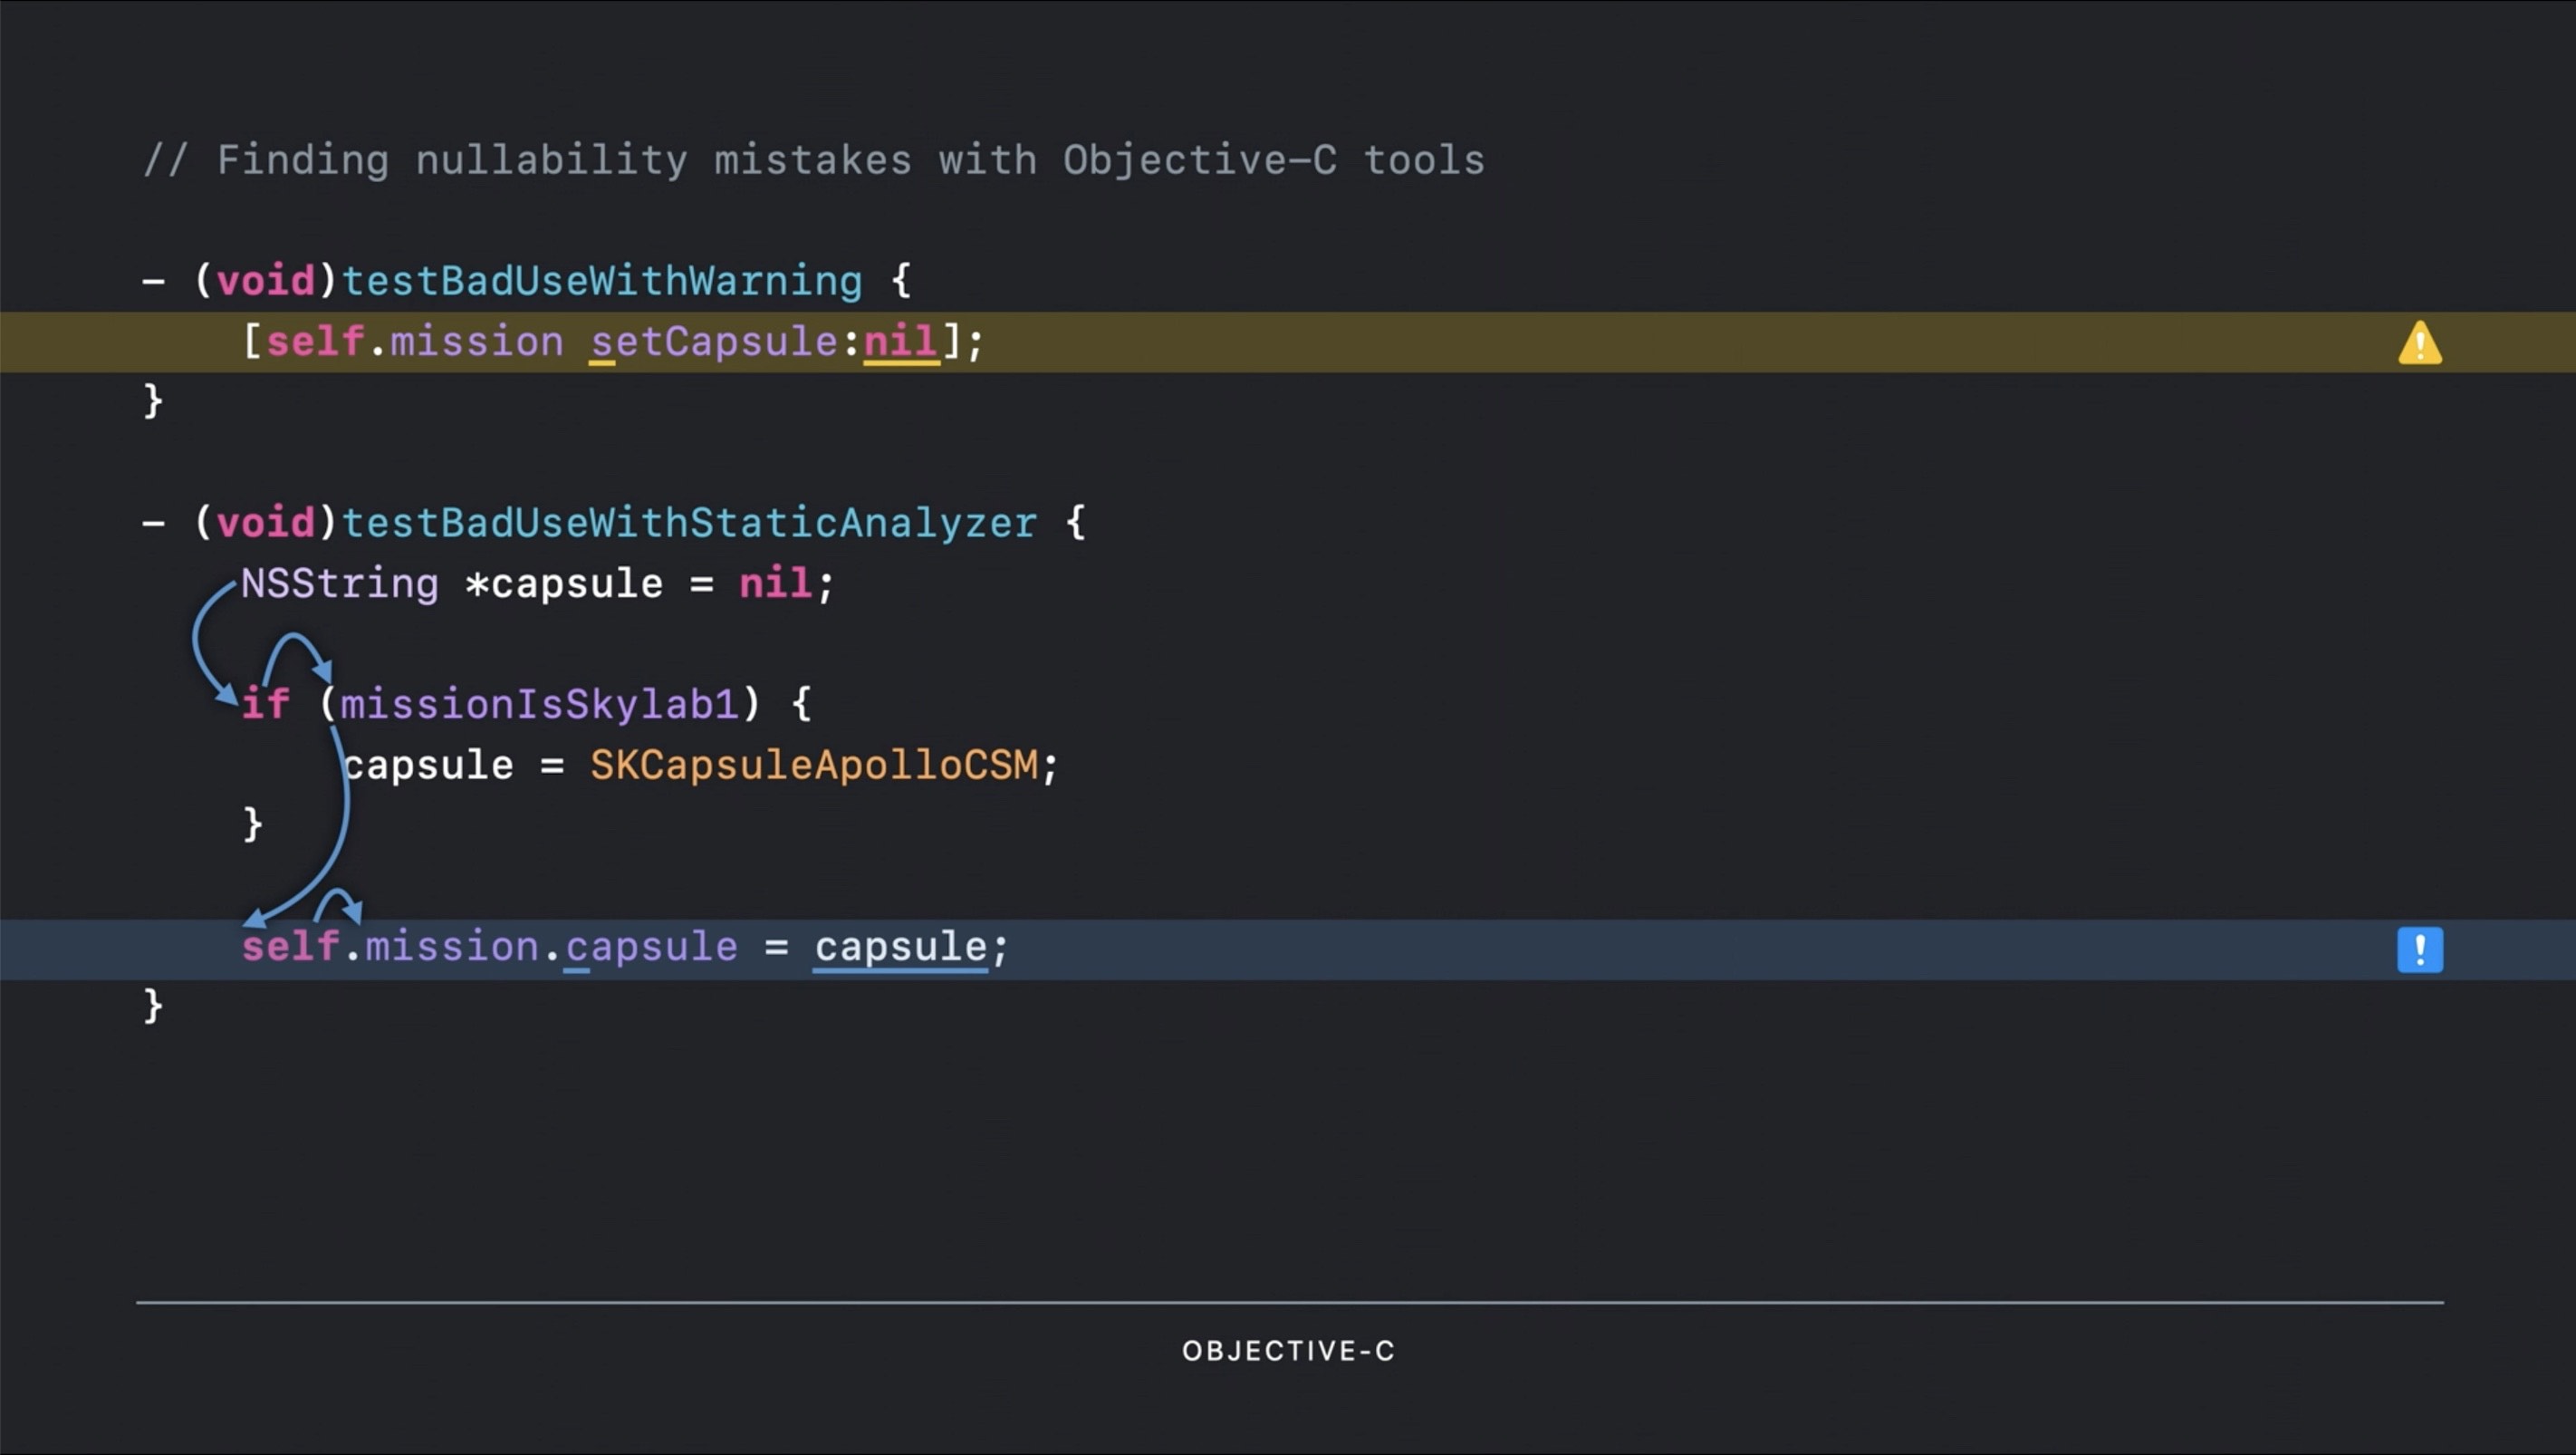 // Finding nullability mistakes with Objective-C tools
- (void)testBadUseWithWarning {
[self.mission setCapsule:nil];
}
- (void)testBadUseWithStaticAnalyzer {
NSString *capsule = nil;
if (missionIsSkylab1) {
capsule = SKCapsuleApolloCSM;
}
self.mission.capsule = capsule;
}
OBJECTIVE-C